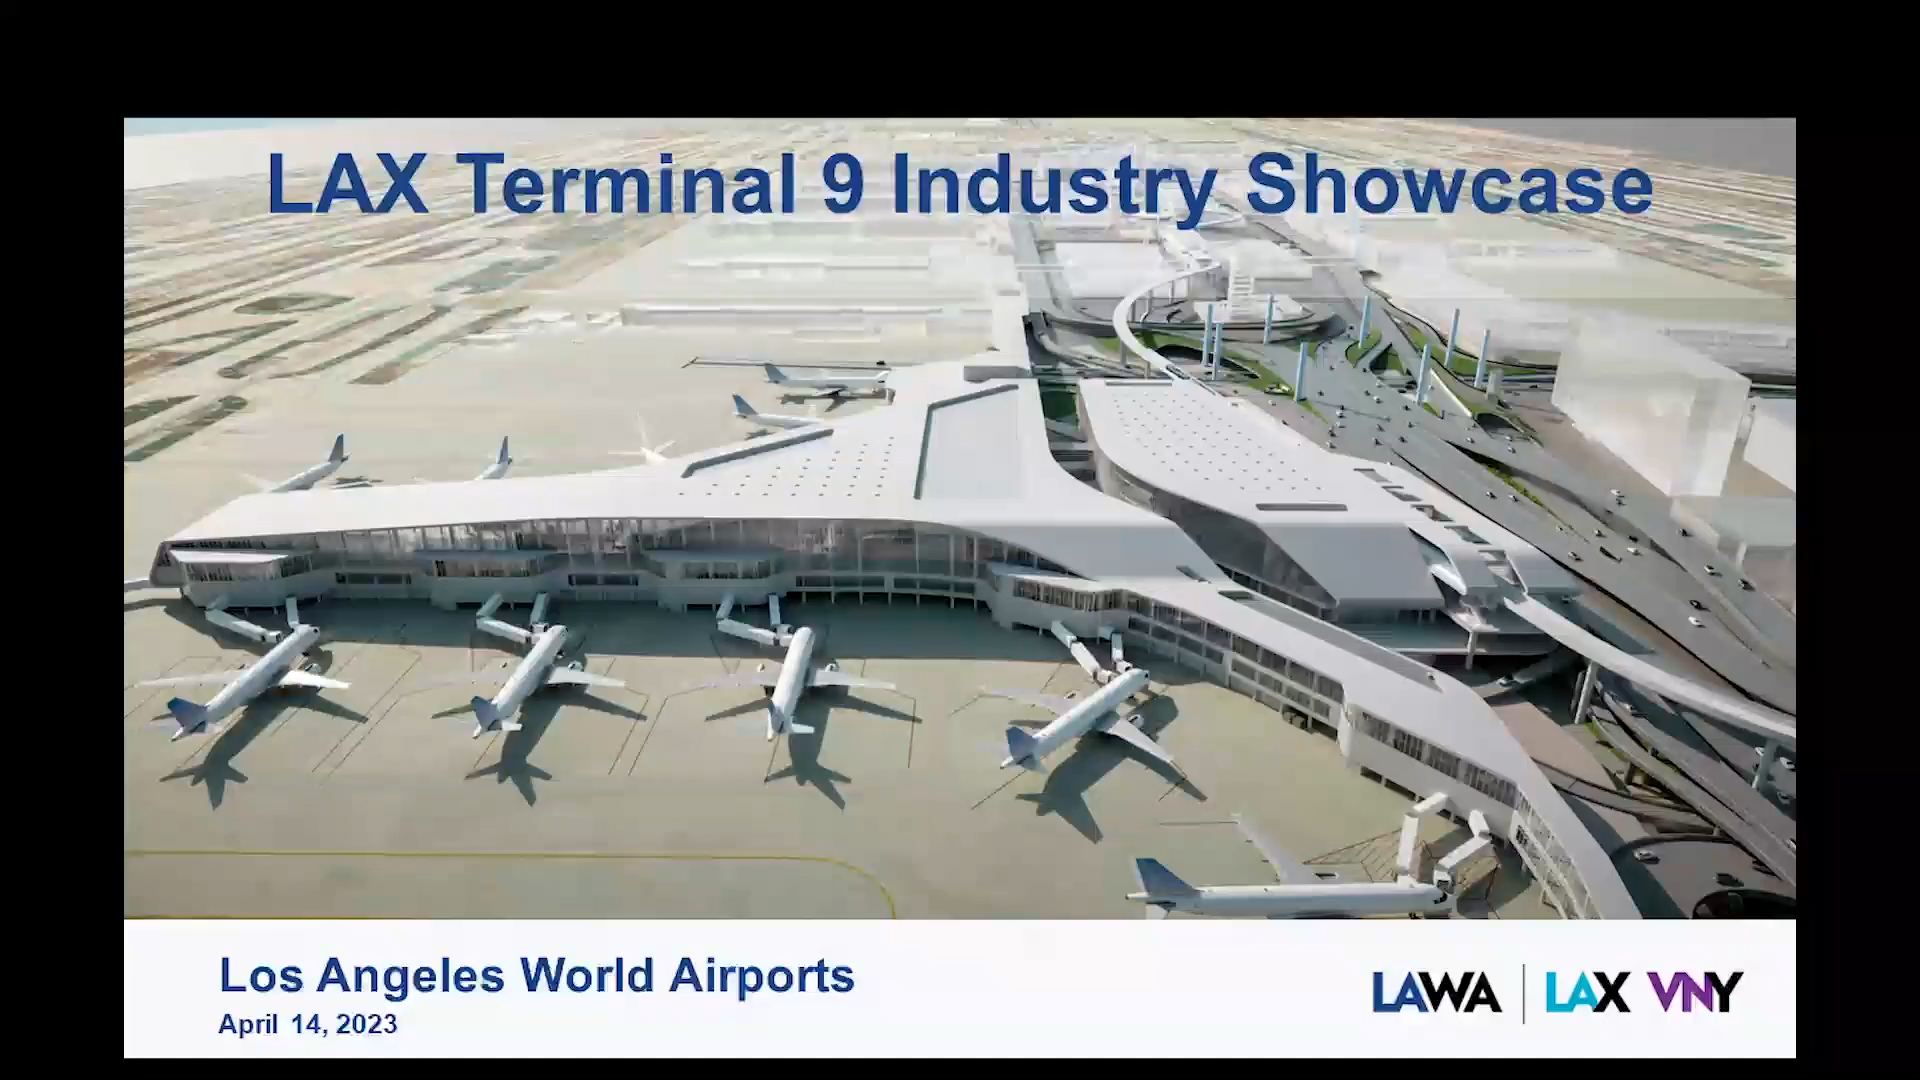 LAX Terminal 9 Industry Showcase
Los Angeles World Airports
April 14, 2023
LAWA LAX VNY